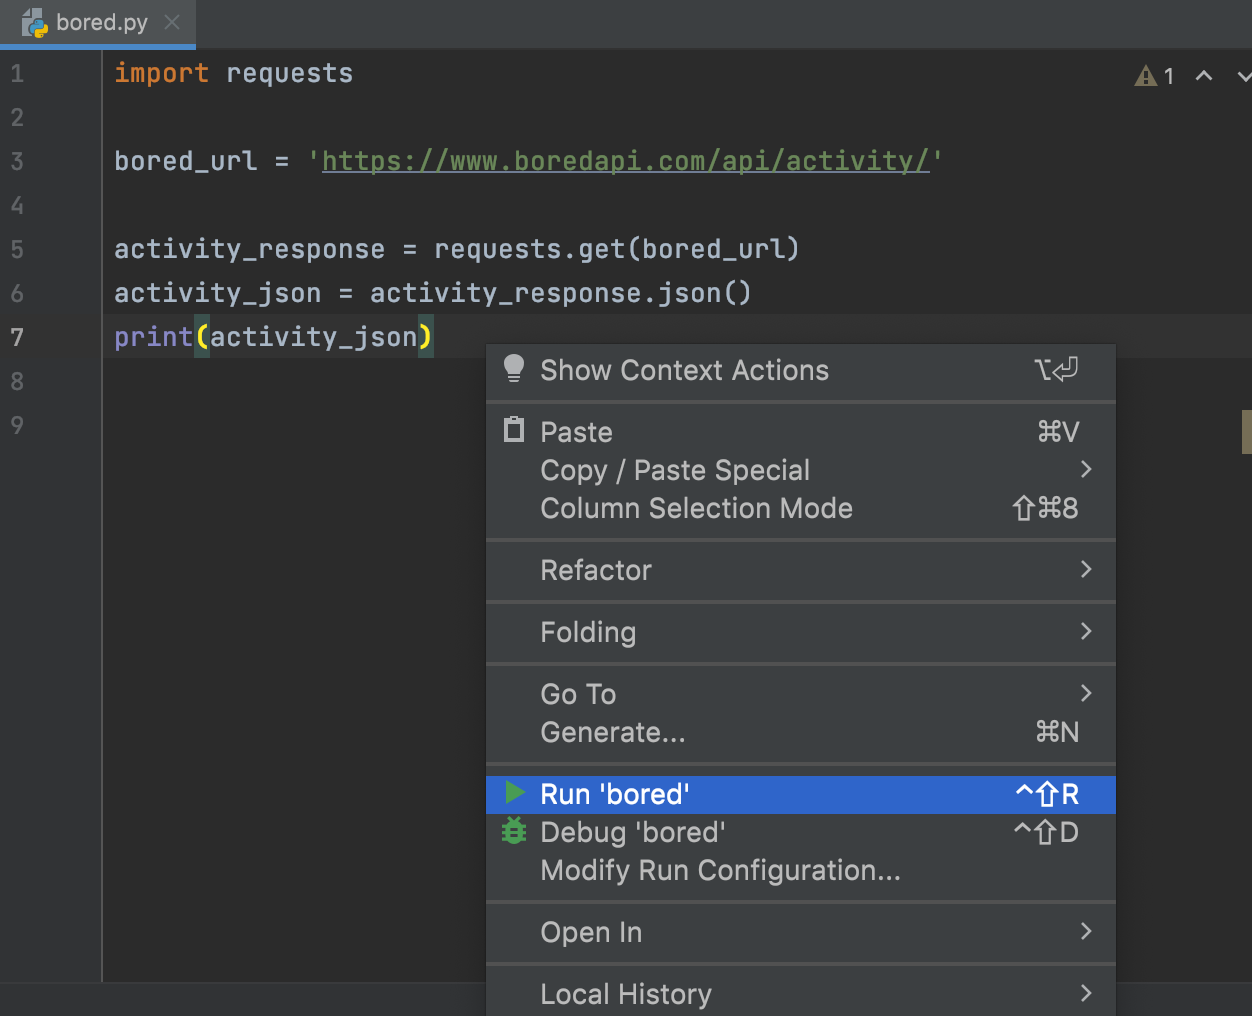 bored.py
1 import requests
1
2
3 bored_url = 'https://www.boredapi.com/api/activity/'
4
5 activity_response = requests.get(bored_url)
6 activity_json = activity_response.json()
7 print(activity_json)
8
9
Show Context Actions ⌥⏎
Paste ⌘V
Copy / Paste Special
Column Selection Mode ⇧⌘8
Refactor
Folding
Go To
Generate... ⌘N
Run 'bored' ^⇧R
Debug 'bored' ^⇧D
Modify Run Configuration...
Open In
Local History